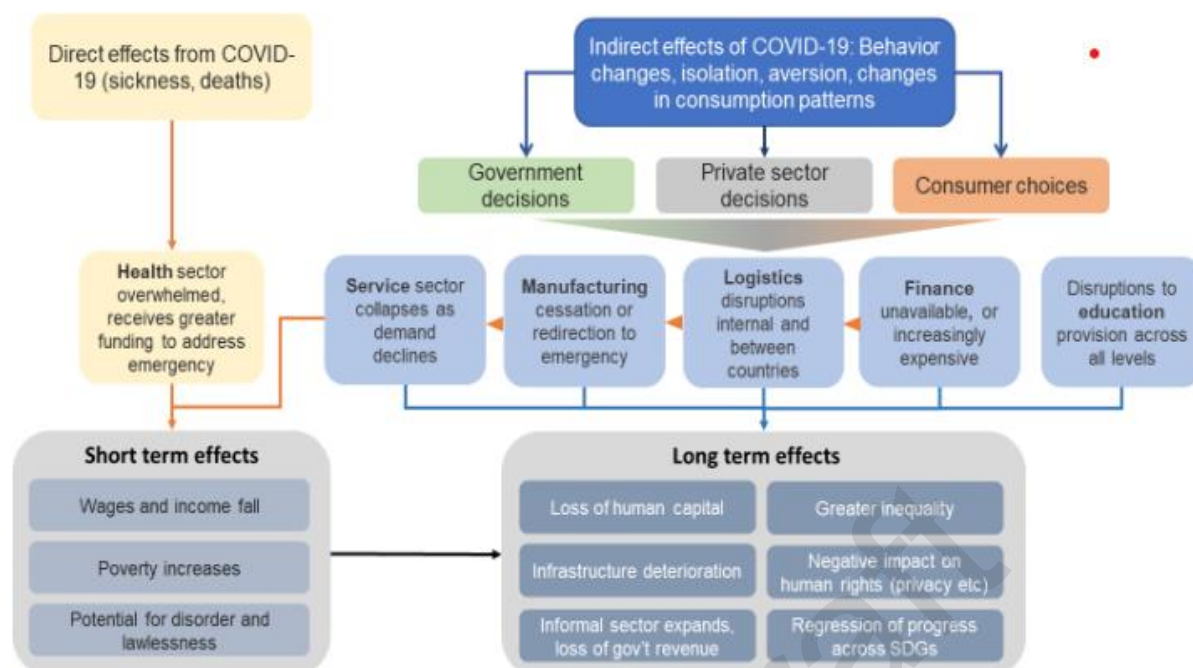 Direct effects from COVID-
19 (sickness, deaths)
Indirect effects of COVID-19: Behavior
changes, isolation, aversion, changes
in consumption patterns
Government
decisions
Private sector
decisions
Consumer choices
Health sector
overwhelmed,
receives greater
funding to address
emergency
Service sector
collapses as
demand
declines
Manufacturing
cessation or
redirection to
emergency
Logistics
disruptions
internal and
between
countries
Finance
unavailable, or
increasingly
expensive
Disruptions to
education
provision across
all levels
Short term effects
Wages and income fall
Poverty increases
Potential for disorder and
lawlessness
Long term effects
Loss of human capital
Greater inequality
Infrastructure deterioration
Negative impact on
human rights (privacy etc)
Informal sector expands,
loss of gov't revenue
Regression of progress
across SDGs